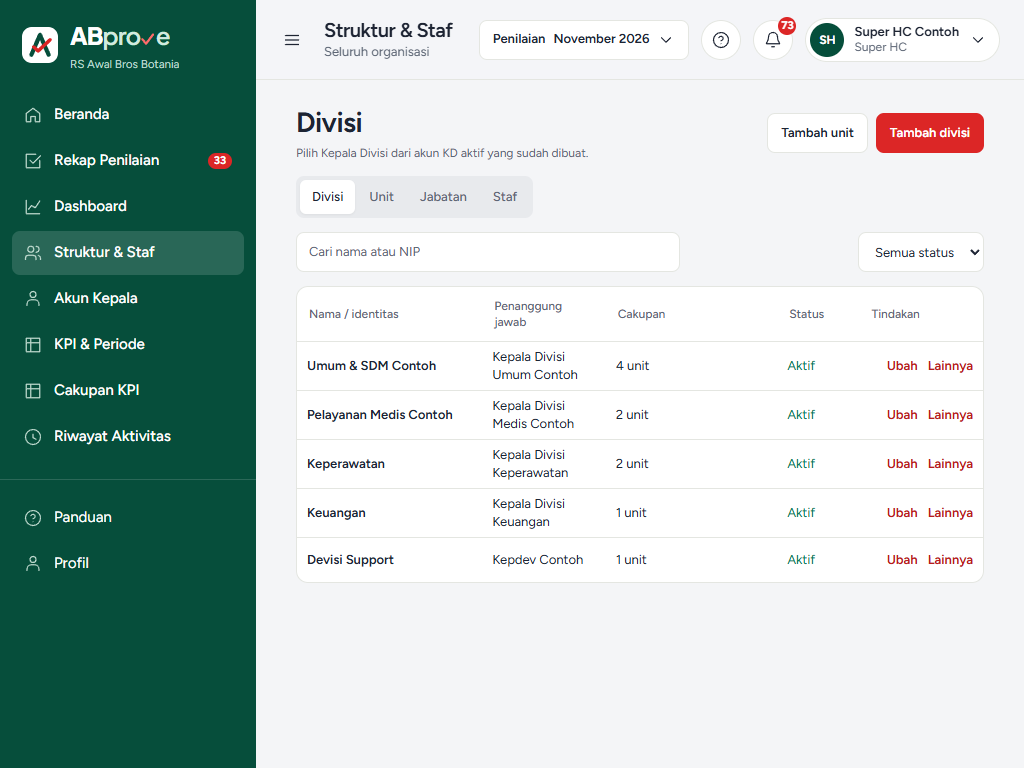 ABprove
RS Awal Bros Botania
Beranda
Rekap Penilaian 33
Dashboard
Struktur & Staf
Akun Kepala
KPI & Periode
Cakupan KPI
Riwayat Aktivitas
Panduan
Profil
Struktur & Staf
Seluruh organisasi
Penilaian November 2026
73
SH
Super HC Contoh
Super HC
Divisi
Pilih Kepala Divisi dari akun KD aktif yang sudah dibuat.
Tambah unit
Tambah divisi
Divisi Unit Jabatan Staf
Cari nama atau NIP
Semua status
Nama / identitas
Penanggung
jawab
Cakupan
Status
Tindakan
Umum & SDM Contoh
Kepala Divisi
Umum Contoh
4 unit
Aktif
Ubah Lainnya
Pelayanan Medis Contoh
Kepala Divisi
Medis Contoh
2 unit
Aktif
Ubah Lainnya
Keperawatan
Kepala Divisi
Keperawatan
2 unit
Aktif
Ubah Lainnya
Keuangan
Kepala Divisi
Keuangan
1 unit
Aktif
Ubah Lainnya
Devisi Support
Kepdev Contoh
1 unit
Aktif
Ubah Lainnya